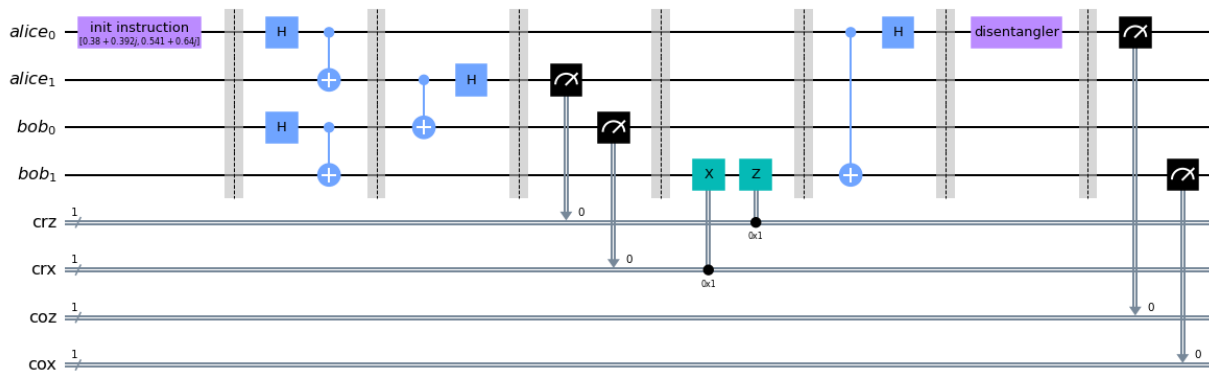 alice₀ init instruction H H disentangler
[0.38 + 0.392j, 0.541 + 0.64j]
alice₁ H
bob₀ H
bob₁ X Z
crz 1 0 0x1
crx 1 0 0x1
coz 1 0
cox 1 0